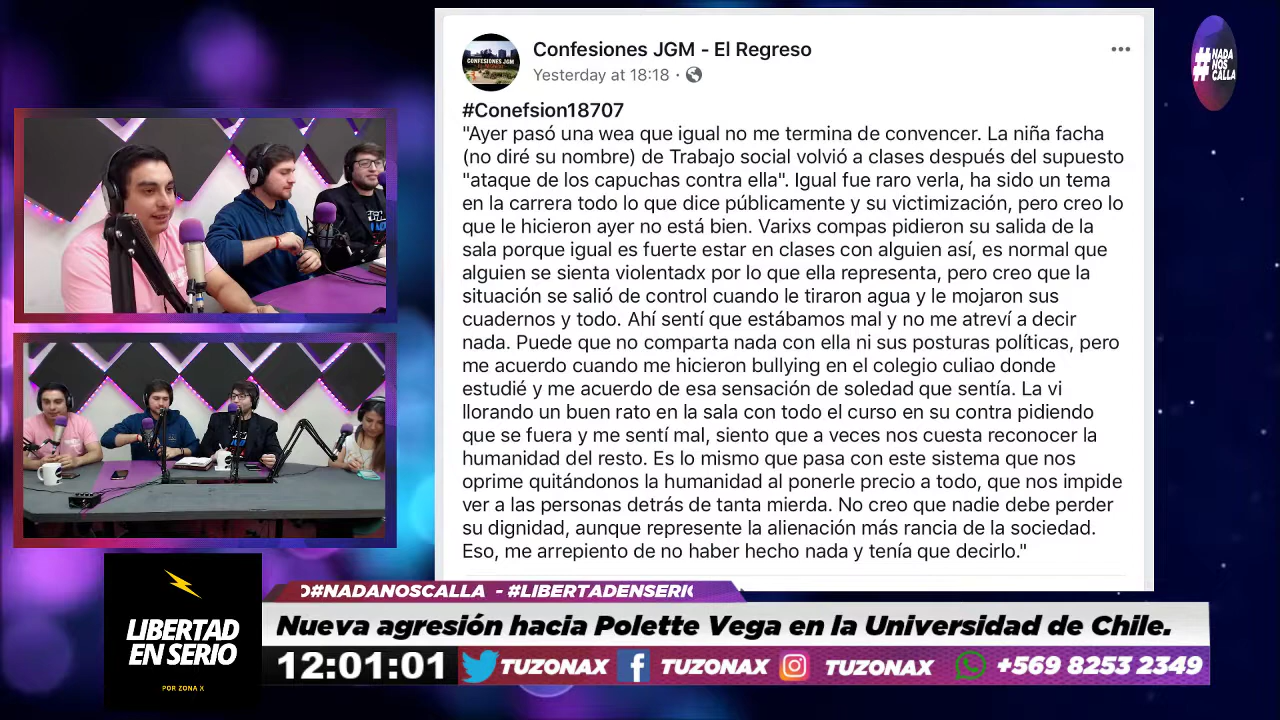 Confesiones JGM - El Regreso
Yesterday at 18:18 ·
#Conefsion18707
"Ayer pasó una wea que igual no me termina de convencer. La niña facha
(no diré su nombre) de Trabajo social volvió a clases después del supuesto
"ataque de los capuchas contra ella". Igual fue raro verla, ha sido un tema
en la carrera todo lo que dice públicamente y su victimización, pero creo lo
que le hicieron ayer no está bien. Varixs compas pidieron su salida de la
sala porque igual es fuerte estar en clases con alguien así, es normal que
alguien se sienta violentadx por lo que ella representa, pero creo que la
situación se salió de control cuando le tiraron agua y le mojaron sus
cuadernos y todo. Ahí sentí que estábamos mal y no me atreví a decir
nada. Puede que no comparta nada con ella ni sus posturas políticas, pero
me acuerdo cuando me hicieron bullying en el colegio culiao donde
estudié y me acuerdo de esa sensación de soledad que sentía. La vi
llorando un buen rato en la sala con todo el curso en su contra pidiendo
que se fuera y me sentí mal, siento que a veces nos cuesta reconocer la
humanidad del resto. Es lo mismo que pasa con este sistema que nos
oprime quitándonos la humanidad al ponerle precio a todo, que nos impide
ver a las personas detrás de tanta mierda. No creo que nadie debe perder
su dignidad, aunque represente la alienación más rancia de la sociedad.
Eso, me arrepiento de no haber hecho nada y tenía que decirlo."
#NADA
NOS
CALLA
CONFESIONES JGM
LIBERTAD
EN SERIO
POR ZONA X
O#NADANOSCALLA - #LIBERTADENSERIO
Nueva agresión hacia Polette Vega en la Universidad de Chile.
12:01:01 TUZONAX TUZONAX TUZONAX +569 8253 2349